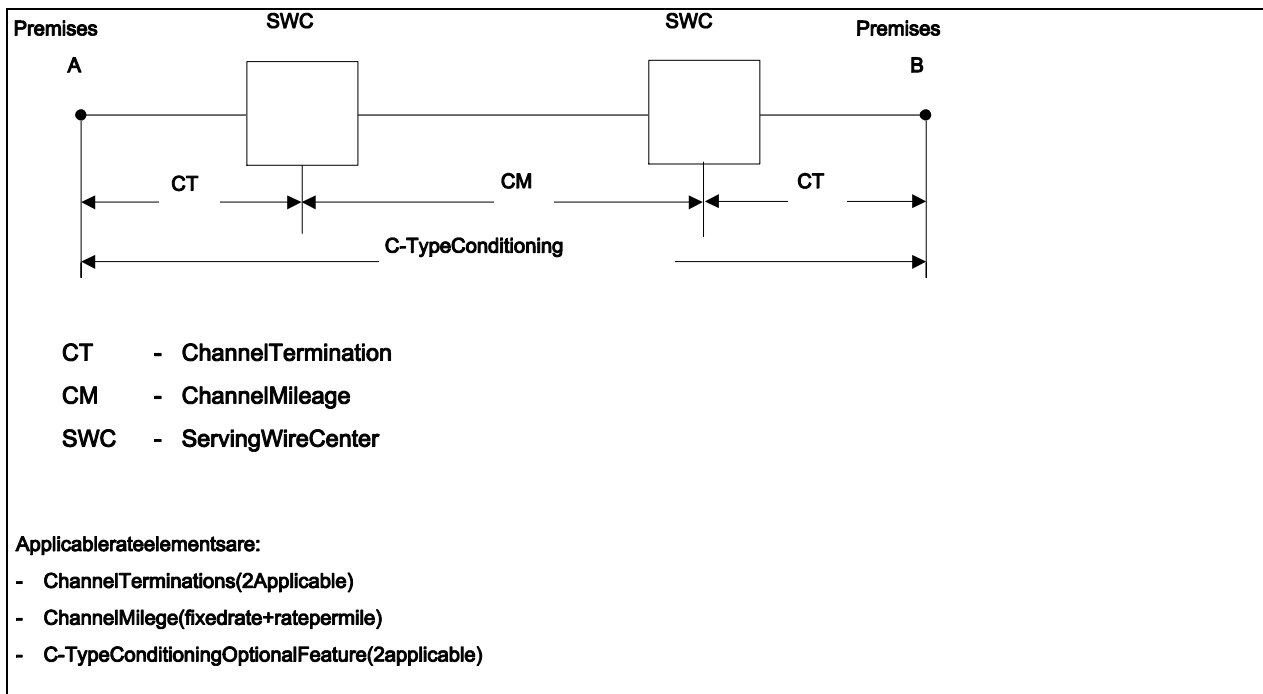 SWC SWC
Premises Premises
A B
CT CM CT
C-TypeConditioning
CT - ChannelTermination
CM - ChannelMileage
SWC - ServingWireCenter
Applicablerateelementsare:
- ChannelTerminations(2Applicable)
- ChannelMilege(fixedrate+ratepermile)
- C-TypeConditioningOptionalFeature(2applicable)